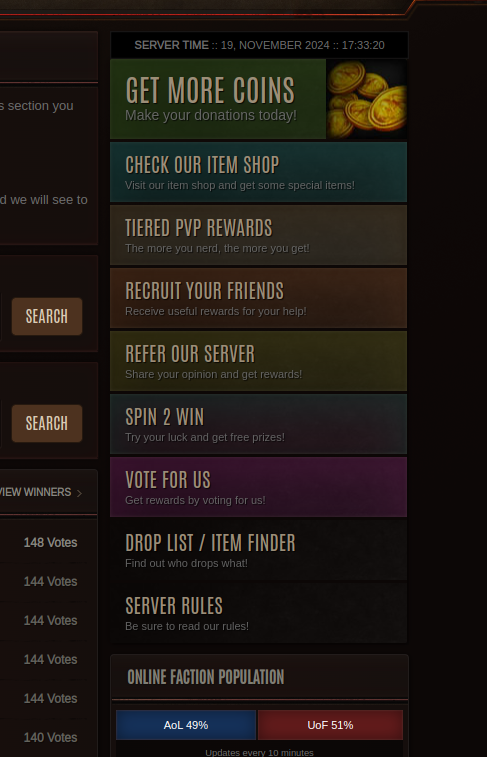 s section you
d we will see to
SEARCH
SEARCH
VIEW WINNERS
148 Votes
144 Votes
144 Votes
144 Votes
144 Votes
140 Votes
SERVER TIME :: 19, NOVEMBER 2024 :: 17:33:20
GET MORE COINS
Make your donations today!
CHECK OUR ITEM SHOP
Visit our item shop and get some special items!
TIERED PVP REWARDS
The more you nerd, the more you get!
RECRUIT YOUR FRIENDS
Receive useful rewards for your help!
REFER OUR SERVER
Share your opinion and get rewards!
SPIN 2 WIN
Try your luck and get free prizes!
VOTE FOR US
Get rewards by voting for us!
DROP LIST / ITEM FINDER
Find out who drops what!
SERVER RULES
Be sure to read our rules!
ONLINE FACTION POPULATION
AoL 49%
UoF 51%
Updates every 10 minutes